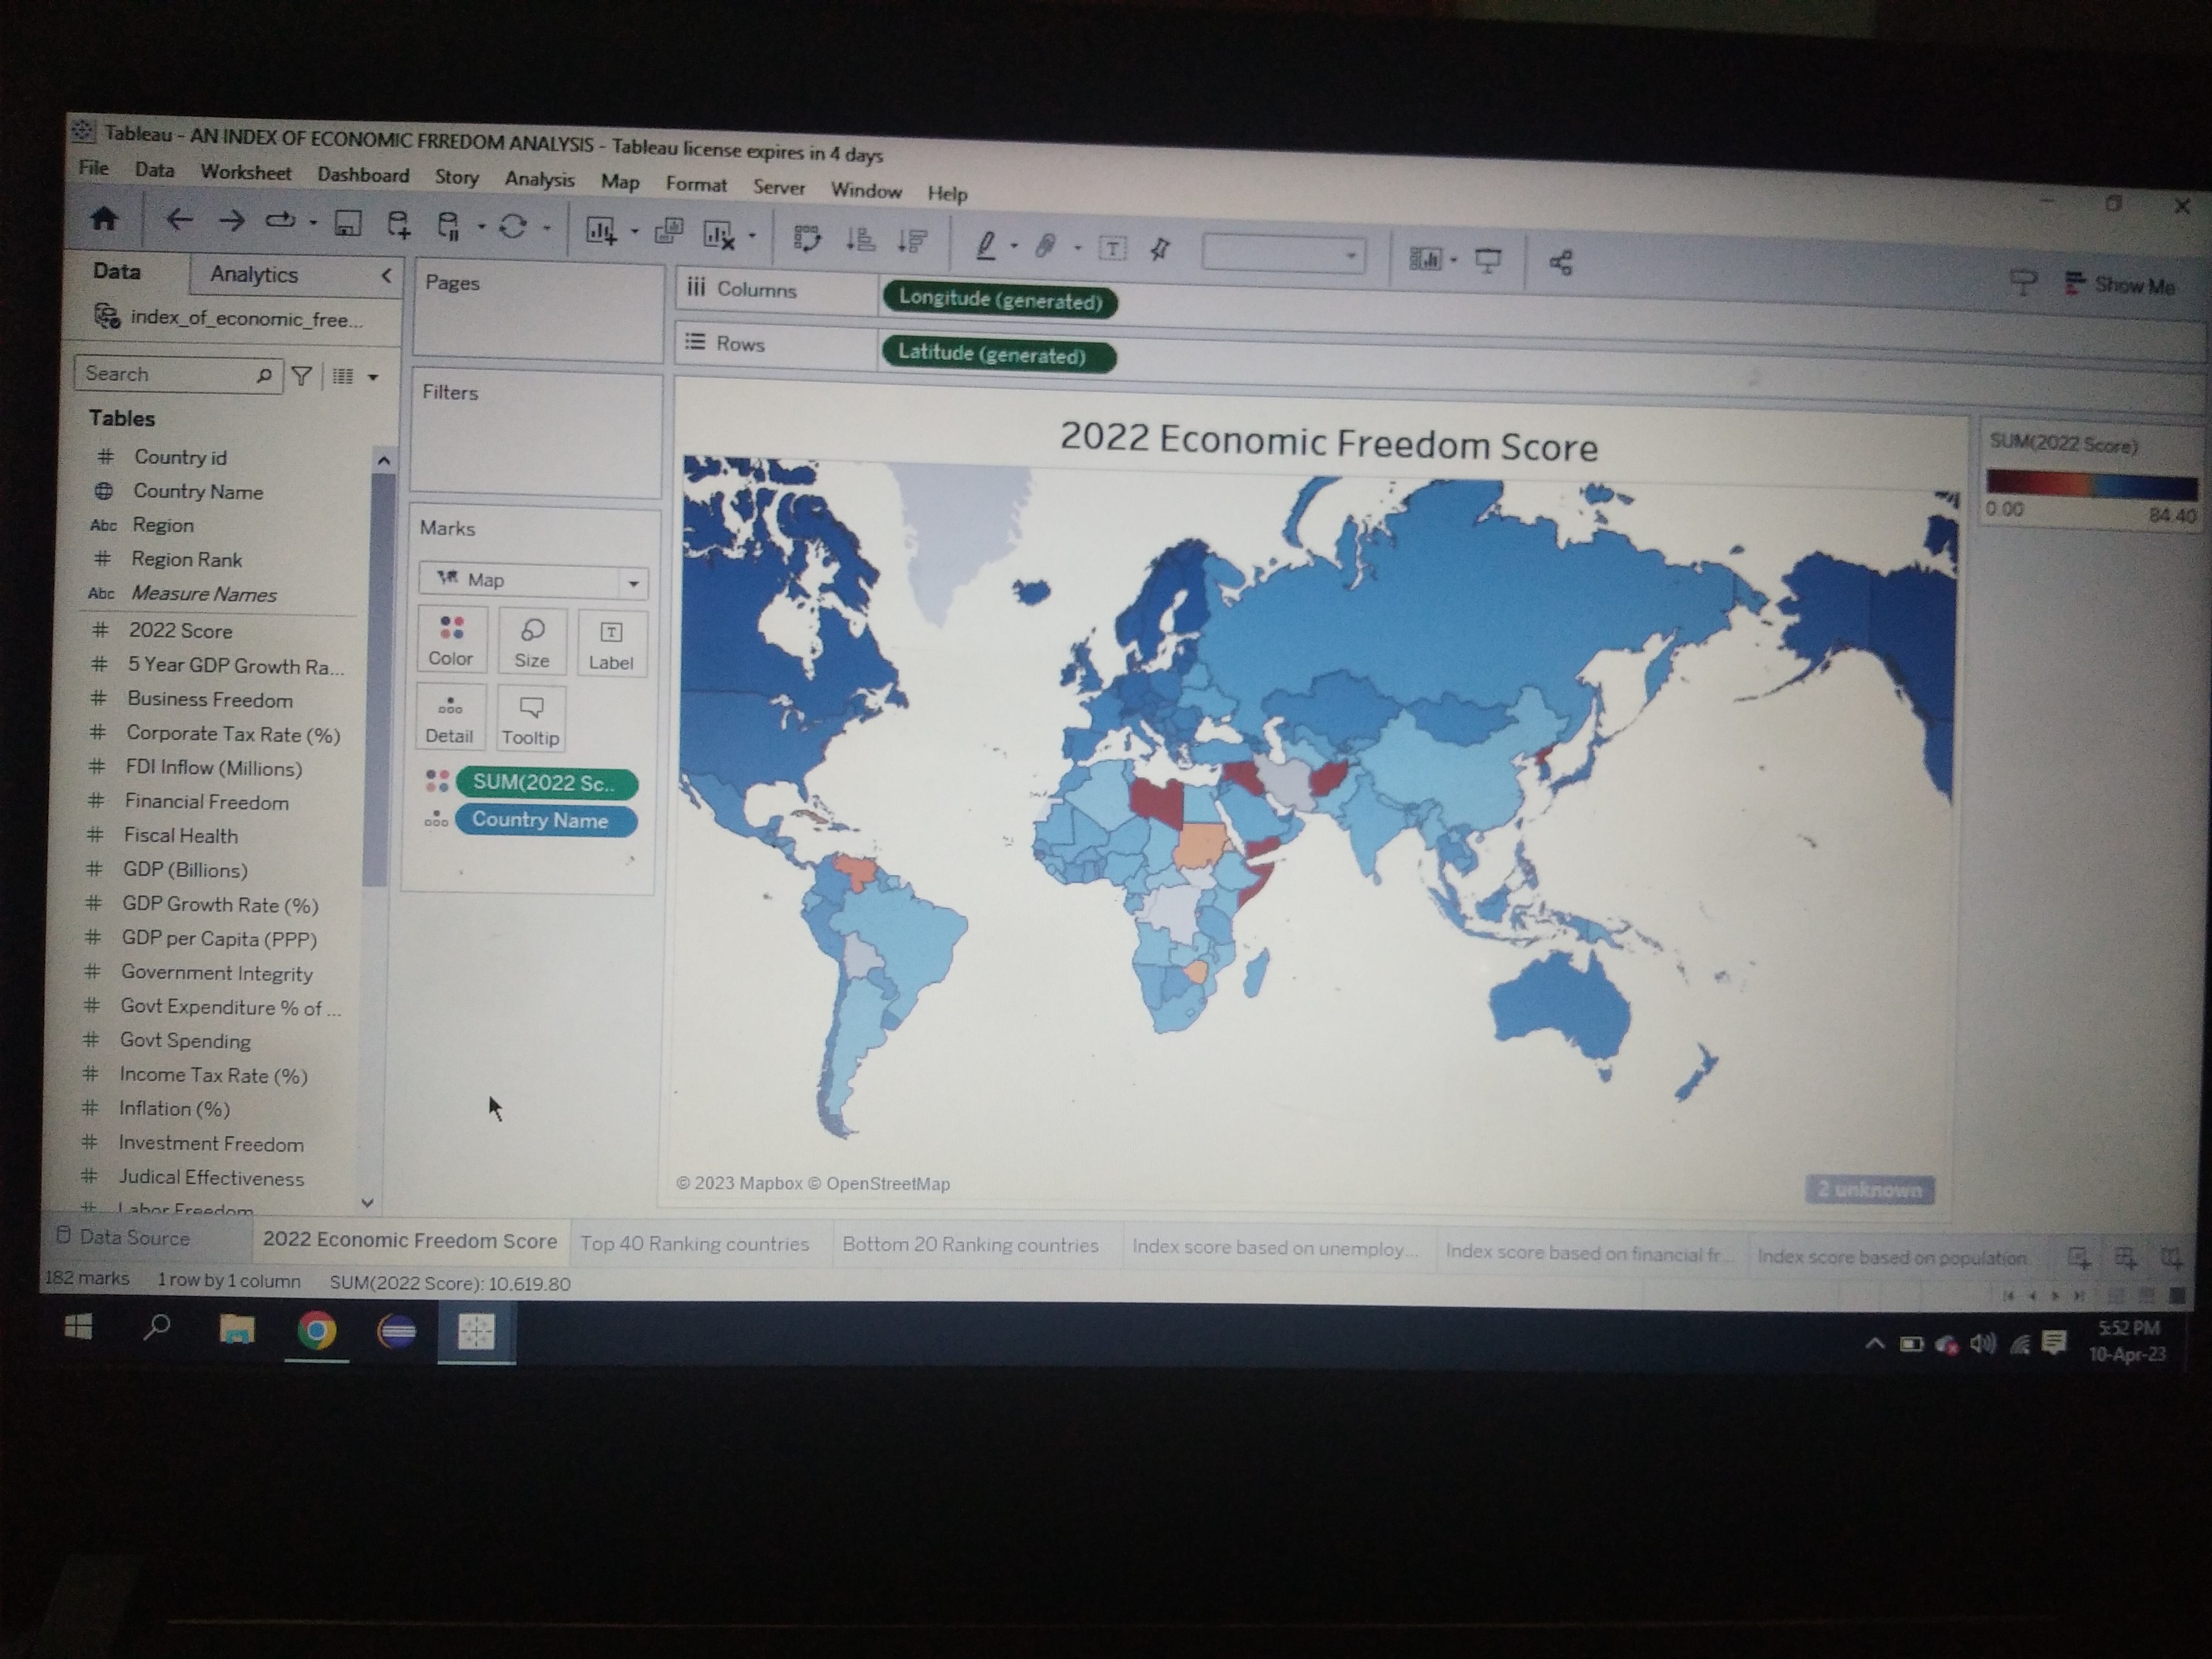 Tableau - AN INDEX OF ECONOMIC FRREDOM ANALYSIS - Tableau license expires in 4 days
File Data Worksheet Dashboard Story Analysis Map Format Server Window Help
Show Me
Data Analytics
index_of_economic_free...
Search
Tables
Country id
Country Name
Abc Region
Region Rank
Abc Measure Names
2022 Score
5 Year GDP Growth Ra...
Business Freedom
Corporate Tax Rate (%)
FDI Inflow (Millions)
Financial Freedom
Fiscal Health
GDP (Billions)
GDP Growth Rate (%)
GDP per Capita (PPP)
Government Integrity
Govt Expenditure % of ...
Govt Spending
Income Tax Rate (%)
Inflation (%)
Investment Freedom
Judical Effectiveness
Labor Freedom
Pages
Filters
Marks
Map
Color Size Label
Detail Tooltip
SUM(2022 Sc..
Country Name
Columns Longitude (generated)
Rows Latitude (generated)
2022 Economic Freedom Score
© 2023 Mapbox © OpenStreetMap
2 unknown
SUM(2022 Score)
0.00 84.40
Data Source 2022 Economic Freedom Score Top 40 Ranking countries Bottom 20 Ranking countries Index score based on unemploy... Index score based on financial fr... Index score based on population
182 marks 1 row by 1 column SUM(2022 Score): 10,619.80
5:52 PM
10-Apr-23